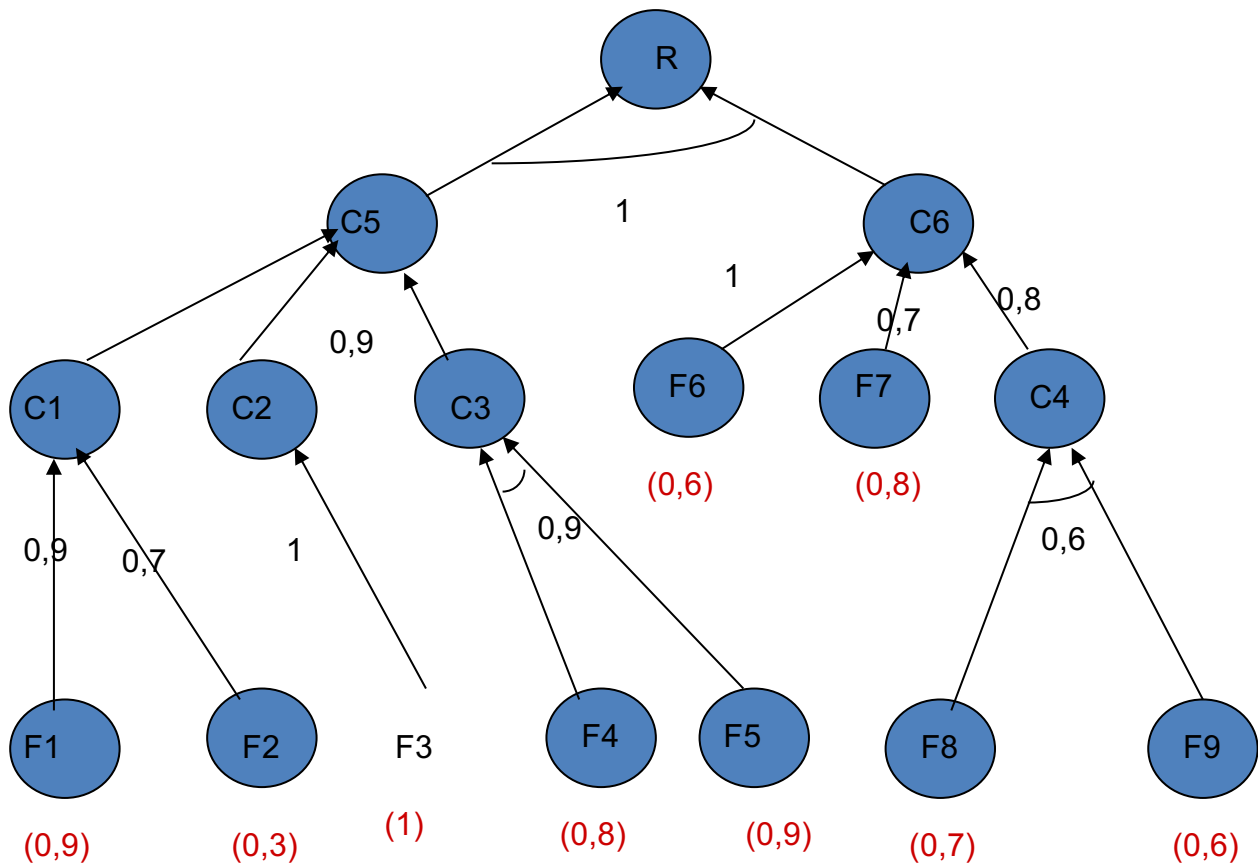 R
C5
1
C6
1
0,8
0,7
0,9
C1
C2
C3
F6
F7
C4
(0,6)
(0,8)
0,9
0,7
1
0,9
0,6
F1
F2
F3
F4
F5
F8
F9
(0,9)
(0,3)
(1)
(0,8)
(0,9)
(0,7)
(0,6)